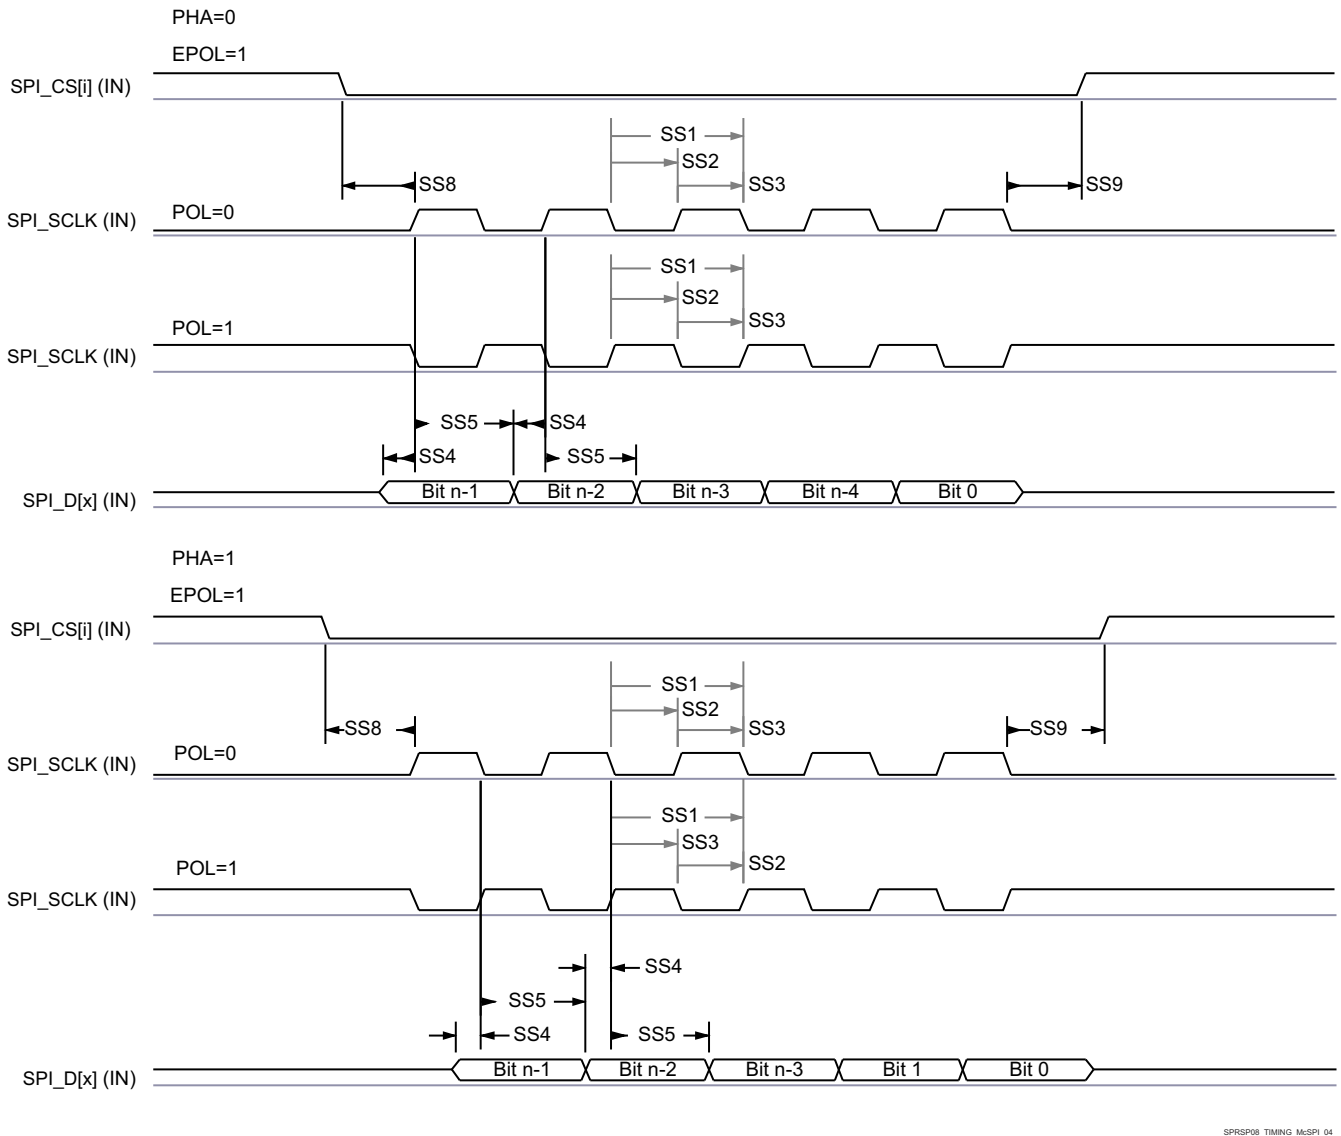 PHA=0
EPOL=1
SPI_CS[i] (IN)
SS1
SS2
SS8 SS3 SS9
POL=0
SPI_SCLK (IN)
SS1
SS2
SS3
POL=1
SPI_SCLK (IN)
SS5 SS4
SS4 SS5
SPI_D[x] (IN) Bit n-1 Bit n-2 Bit n-3 Bit n-4 Bit 0
PHA=1
EPOL=1
SPI_CS[i] (IN)
SS1
SS2
SS8 SS3 SS9
POL=0
SPI_SCLK (IN)
SS1
SS3
SS2
POL=1
SPI_SCLK (IN)
SS4
SS5
SS4 SS5
SPI_D[x] (IN) Bit n-1 Bit n-2 Bit n-3 Bit 1 Bit 0
SPRSP08_TIMING_McSPI_04